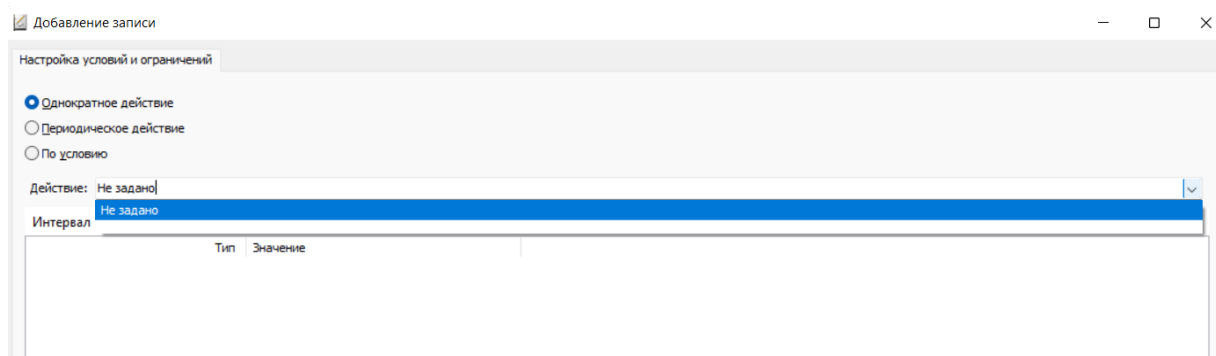 Добавление записи
Настройка условий и ограничений
Однократное действие
Периодическое действие
По условию
Действие: Не задано
Не задано
Интервал
Тип Значение